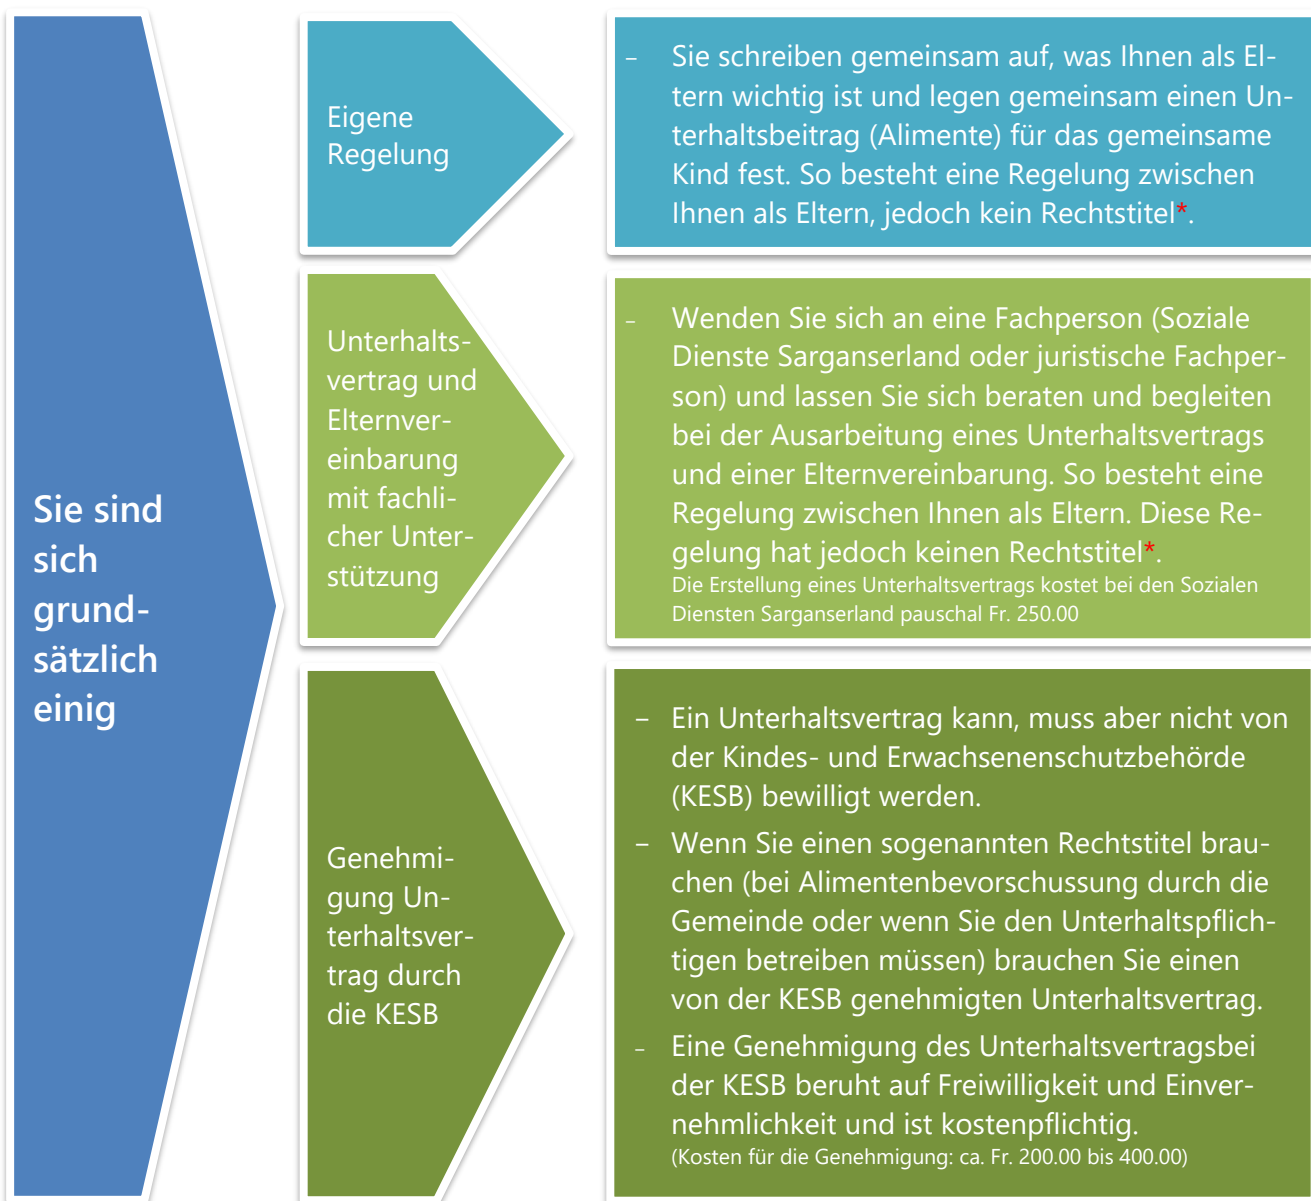 Sie sind
sich
grund-
sätzlich
einig
Eigene
Regelung
– Sie schreiben gemeinsam auf, was Ihnen als El-
tern wichtig ist und legen gemeinsam einen Un-
terhaltsbeitrag (Alimente) für das gemeinsame
Kind fest. So besteht eine Regelung zwischen
Ihnen als Eltern, jedoch kein Rechtstitel*.
Unterhalts-
vertrag und
Elternver-
einbarung
mit fachli-
cher Unter-
stützung
– Wenden Sie sich an eine Fachperson (Soziale
Dienste Sarganserland oder juristische Fachper-
son) und lassen Sie sich beraten und begleiten
bei der Ausarbeitung eines Unterhaltsvertrags
und einer Elternvereinbarung. So besteht eine
Regelung zwischen Ihnen als Eltern. Diese Re-
gelung hat jedoch keinen Rechtstitel*.
Die Erstellung eines Unterhaltsvertrags kostet bei den Sozialen
Diensten Sarganserland pauschal Fr. 250.00
Genehmi-
gung Un-
terhaltsver-
trag durch
die KESB
– Ein Unterhaltsvertrag kann, muss aber nicht von
der Kindes- und Erwachsenenschutzbehörde
(KESB) bewilligt werden.
– Wenn Sie einen sogenannten Rechtstitel brau-
chen (bei Alimentenbevorschussung durch die
Gemeinde oder wenn Sie den Unterhaltspflich-
tigen betreiben müssen) brauchen Sie einen
von der KESB genehmigten Unterhaltsvertrag.
– Eine Genehmigung des Unterhaltsvertragsbei
der KESB beruht auf Freiwilligkeit und Einver-
nehmlichkeit und ist kostenpflichtig.
(Kosten für die Genehmigung: ca. Fr. 200.00 bis 400.00)